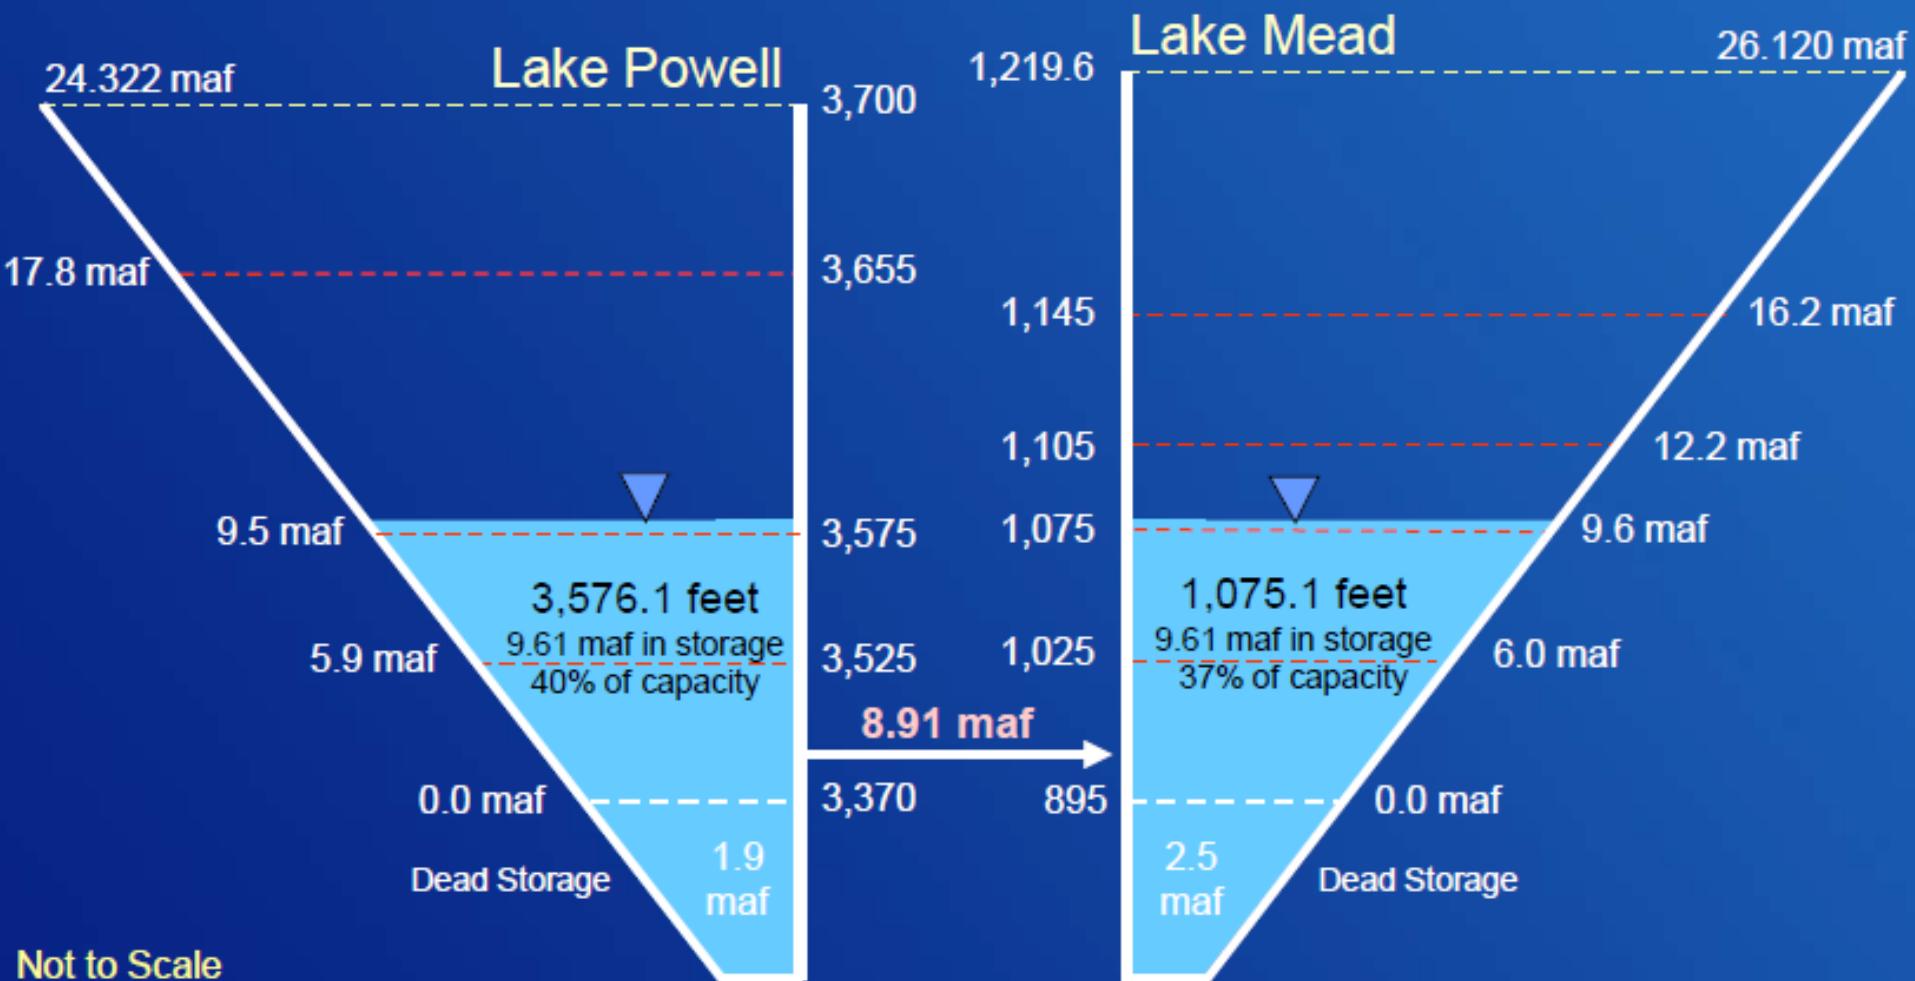 Lake Powell
24.322 maf
3,700
17.8 maf
3,655
9.5 maf
3,575
3,576.1 feet
9.61 maf in storage
40% of capacity
5.9 maf
3,525
8.91 maf
0.0 maf
3,370
1.9
maf
Dead Storage
Lake Mead
1,219.6
26.120 maf
1,145
16.2 maf
1,105
12.2 maf
1,075
9.6 maf
1,075.1 feet
9.61 maf in storage
37% of capacity
1,025
6.0 maf
895
0.0 maf
2.5
maf
Dead Storage
Not to Scale